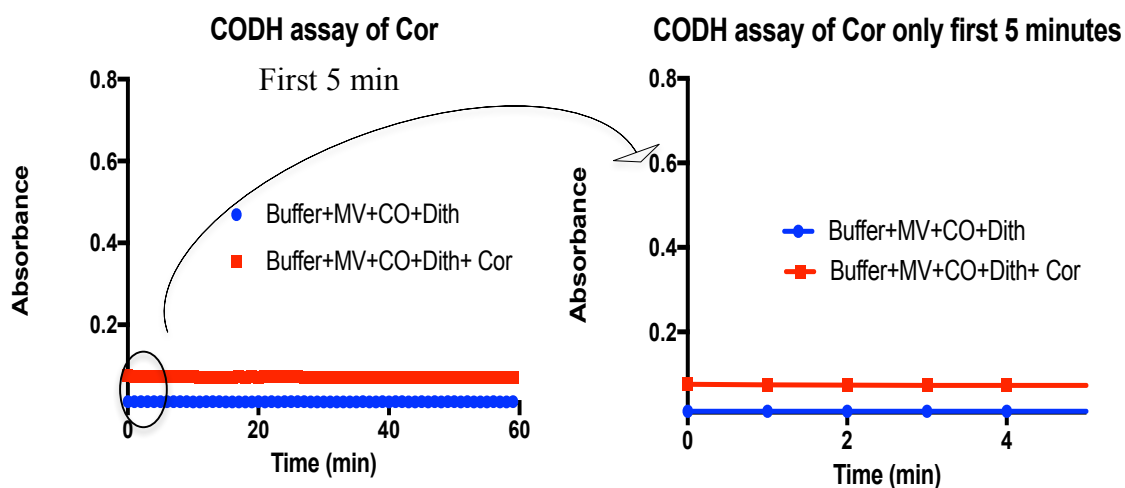 CODH assay of Cor
First 5 min
0.8
0.6
0.4
0.2
Absorbance
Buffer+MV+CO+Dith
Buffer+MV+CO+Dith+ Cor
0 20 40 60
Time (min)
CODH assay of Cor only first 5 minutes
0.8
0.6
0.4
0.2
Absorbance
Buffer+MV+CO+Dith
Buffer+MV+CO+Dith+ Cor
0 2 4
Time (min)